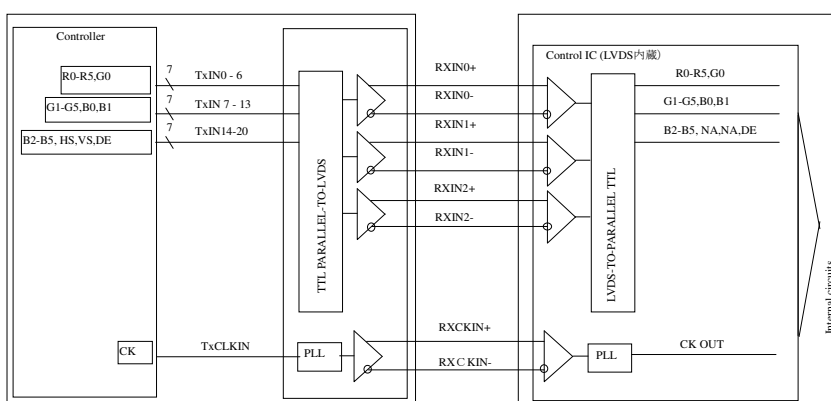 Controller
R0-R5,G0
G1-G5,B0,B1
B2-B5, HS,VS,DE
CK
7
TxIN0 - 6
7
TxIN 7 - 13
7
TxIN14-20
TxCLKIN
TTL PARALLEL-TO-LVDS
PLL
RXIN0+
RXIN0-
RXIN1+
RXIN1-
RXIN2+
RXIN2-
RXCKIN+
RXＣKIN-
Control IC (LVDS内蔵)
LVDS-TO-PARALLEL TTL
PLL
R0-R5,G0
G1-G5,B0,B1
B2-B5, NA,NA,DE
CK OUT
Internal circuits